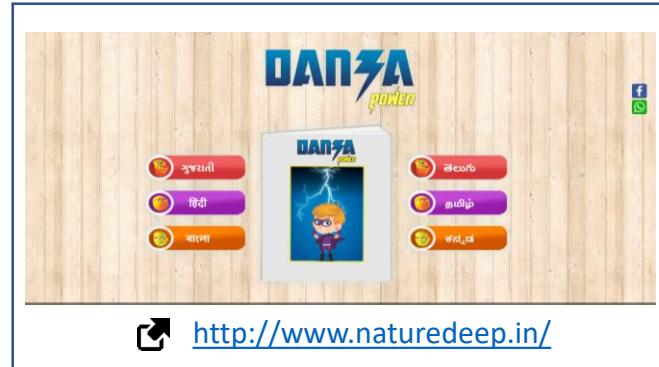 DANZA
POWER
DANZA
POWER
ગુજરાતી
हिंदी
बाংলা
తెలుగు
தமிழ்
ಕನ್ನಡ
http://www.naturedeep.in/